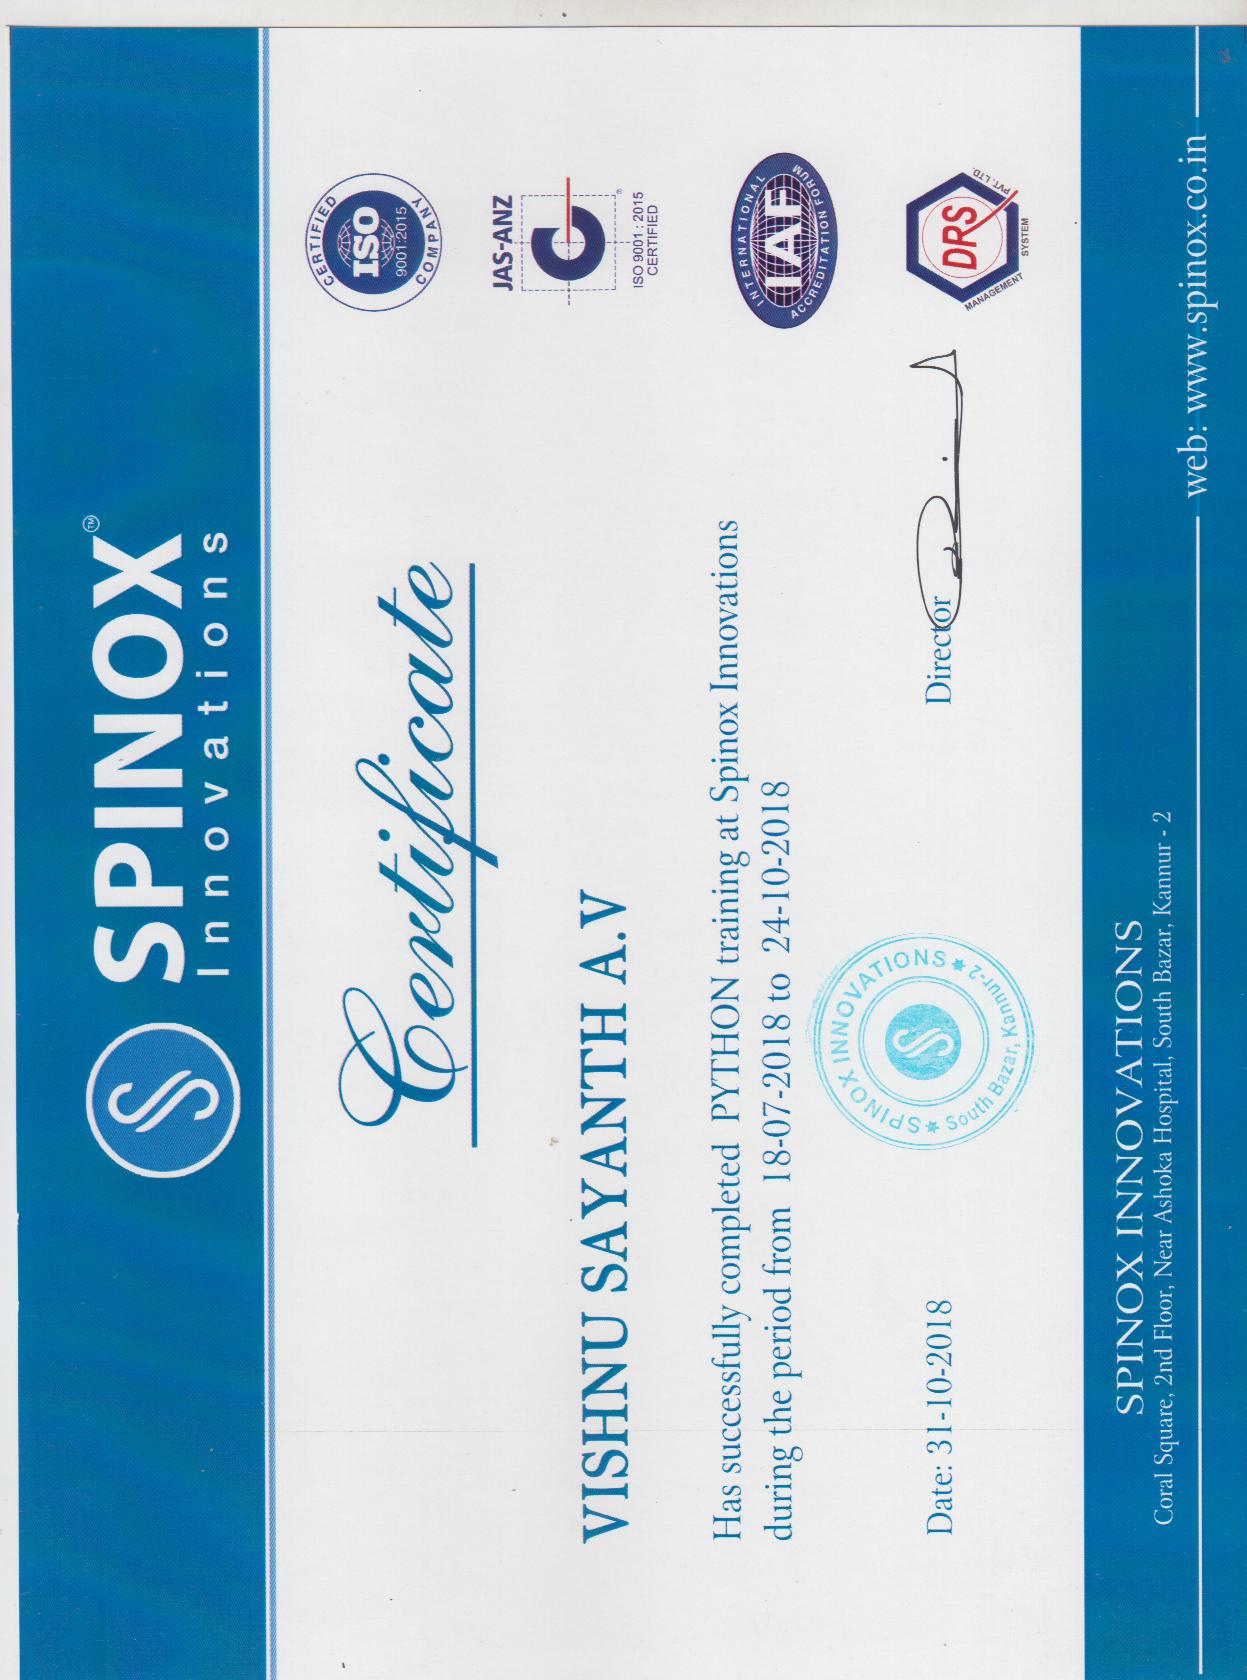 SPINOX™
Innovations
Certificate
CERTIFIED
ISO
9001:2015
COMPANY
JAS-ANZ
®
ISO 9001 : 2015
CERTIFIED
VISHNU SAYANTH A.V
Has successfully completed PYTHON training at Spinox Innovations
during the period from 18-07-2018 to 24-10-2018
INTERNATIONAL
IAF
ACCREDITATION FORUM
Date: 31-10-2018
SPINOX INNOVATIONS
South Bazar, Kannur-2
Director
DRS
MANAGEMENT
SYSTEM
PVT. LTD.
SPINOX INNOVATIONS
Coral Square, 2nd Floor, Near Ashoka Hospital, South Bazar, Kannur - 2
web: www.spinox.co.in